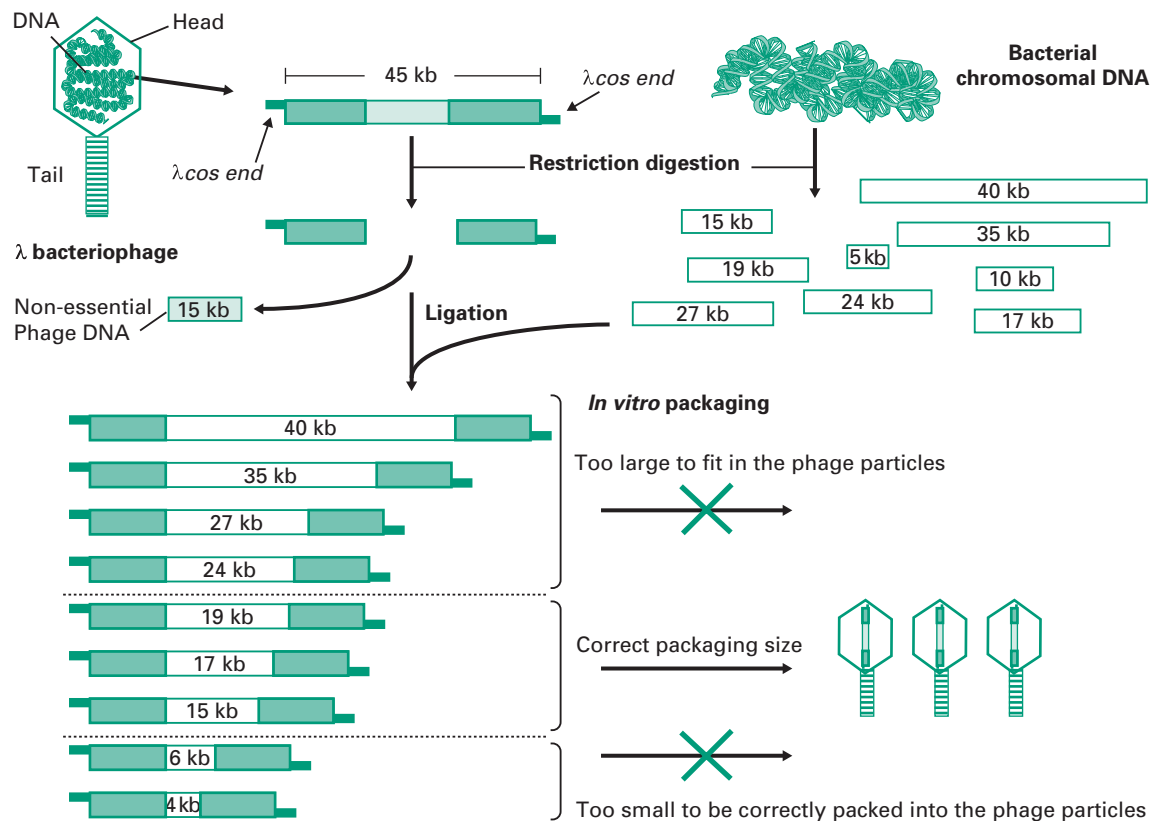 DNA
Head
45 kb
λcos end
Bacterial
chromosomal DNA
λcos end
Tail
Restriction digestion
40 kb
15 kb
35 kb
5 kb
19 kb
10 kb
24 kb
27 kb
17 kb
λ bacteriophage
Non-essential
Phage DNA
15 kb
Ligation
In vitro packaging
40 kb
Too large to fit in the phage particles
35 kb
27 kb
24 kb
19 kb
Correct packaging size
17 kb
15 kb
6 kb
4 kb
Too small to be correctly packed into the phage particles